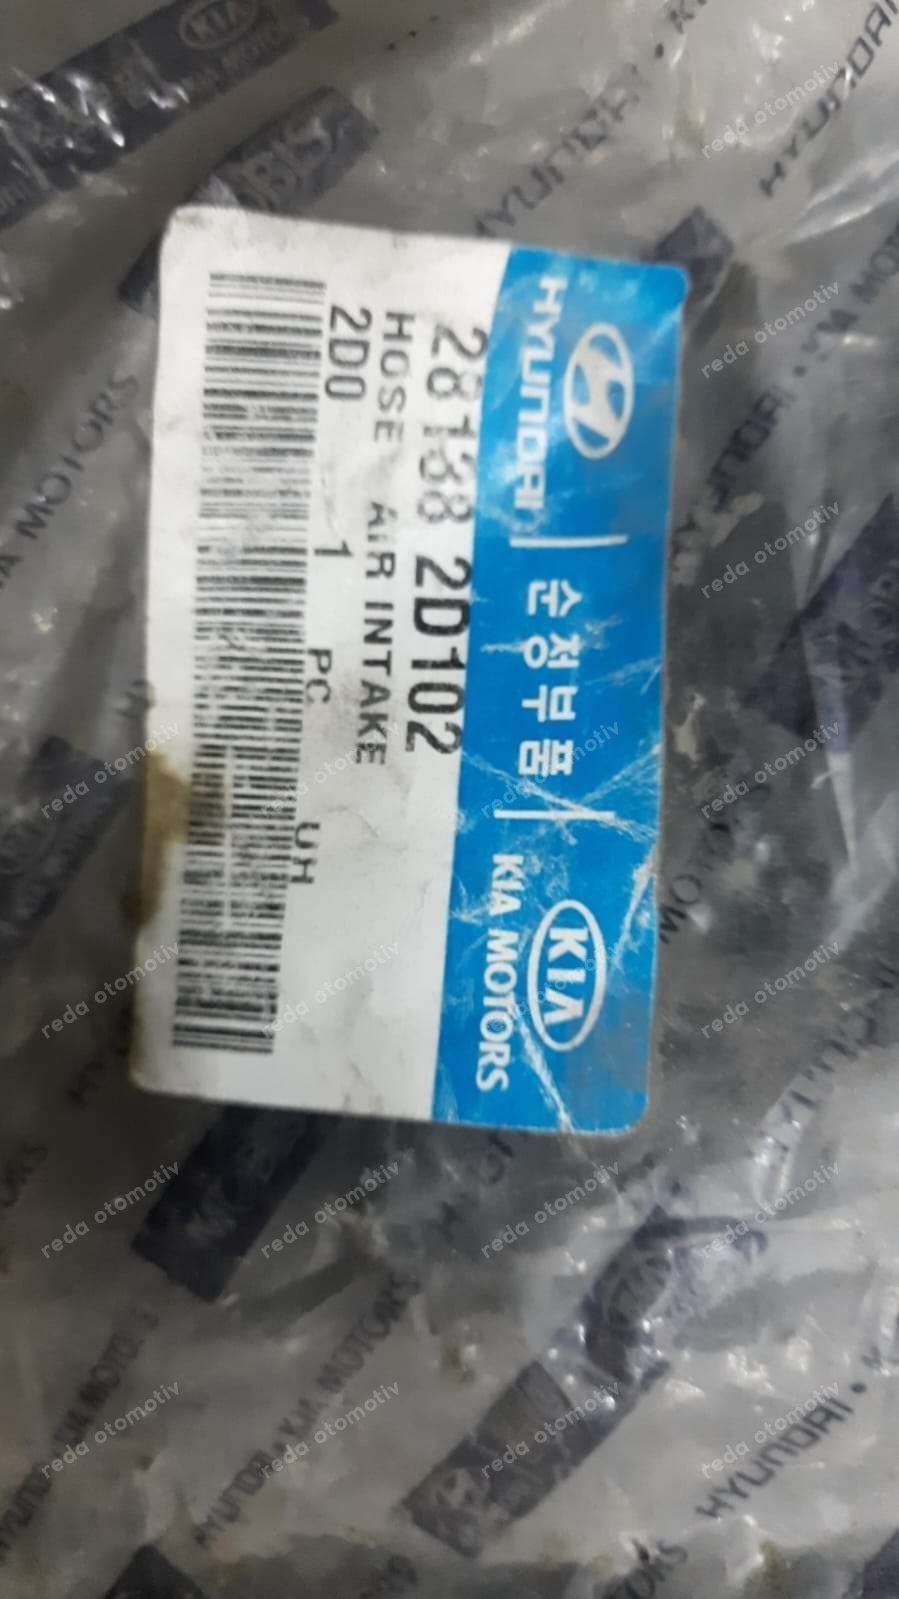 HYUNDAI 순정부품 KIA KIA MOTORS
28138 2D102
HOSE AIR INTAKE
2D0 1 PC UH
reda otomotiv
HYUNDAI • KIA MOTORS